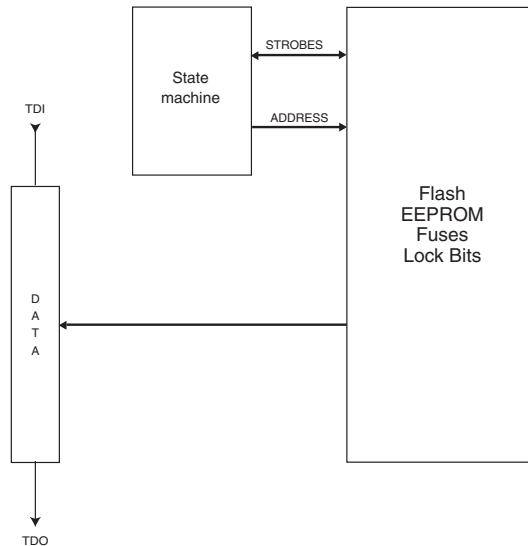 STROBES
State
machine
ADDRESS
TDI
Flash
EEPROM
Fuses
Lock Bits
D
A
T
A
TDO